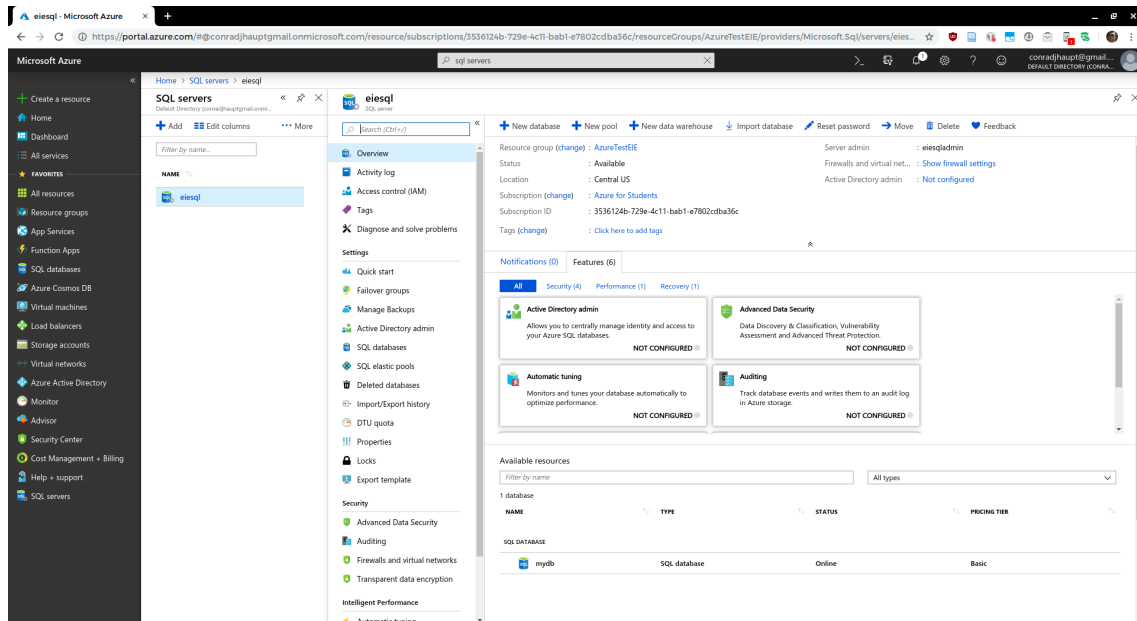 eiesql - Microsoft Azure
https://portal.azure.com/#@conradjhauptgmail.onmicrosoft.com/resource/subscriptions/3536124b-729e-4c11-bab1-e7802cdba36c/resourceGroups/AzureTestEIE/providers/Microsoft.Sql/servers/eies...
Microsoft Azure
sql servers
conradjhaupt@gmail....
DEFAULT DIRECTORY (CONRA...
Create a resource
Home
Dashboard
All services
FAVORITES
All resources
Resource groups
App Services
Function Apps
SQL databases
Azure Cosmos DB
Virtual machines
Load balancers
Storage accounts
Virtual networks
Azure Active Directory
Monitor
Advisor
Security Center
Cost Management + Billing
Help + support
SQL servers
Home > SQL servers > eiesql
SQL servers
Default Directory (conradjhauptgmail.onmi...
Add Edit columns ••• More
Filter by name...
NAME
eiesql
eiesql
SQL server
Search (Ctrl+/)
Overview
Activity log
Access control (IAM)
Tags
Diagnose and solve problems
Settings
Quick start
Failover groups
Manage Backups
Active Directory admin
SQL databases
SQL elastic pools
Deleted databases
Import/Export history
DTU quota
Properties
Locks
Export template
Security
Advanced Data Security
Auditing
Firewalls and virtual networks
Transparent data encryption
Intelligent Performance
Automatic tuning
New database New pool New data warehouse Import database Reset password Move Delete Feedback
Resource group (change) : AzureTestEIE
Status : Available
Location : Central US
Subscription (change) : Azure for Students
Subscription ID : 3536124b-729e-4c11-bab1-e7802cdba36c
Tags (change) : Click here to add tags
Server admin : eiesqladmin
Firewalls and virtual net... : Show firewall settings
Active Directory admin : Not configured
Notifications (0) Features (6)
All Security (4) Performance (1) Recovery (1)
Active Directory admin
Allows you to centrally manage identity and access to
your Azure SQL databases.
NOT CONFIGURED
Advanced Data Security
Data Discovery & Classification, Vulnerability
Assessment and Advanced Threat Protection.
NOT CONFIGURED
Automatic tuning
Monitors and tunes your database automatically to
optimize performance.
NOT CONFIGURED
Auditing
Track database events and writes them to an audit log
in Azure storage.
NOT CONFIGURED
Available resources
Filter by name All types
1 database
NAME TYPE STATUS PRICING TIER
SQL DATABASE
mydb SQL database Online Basic